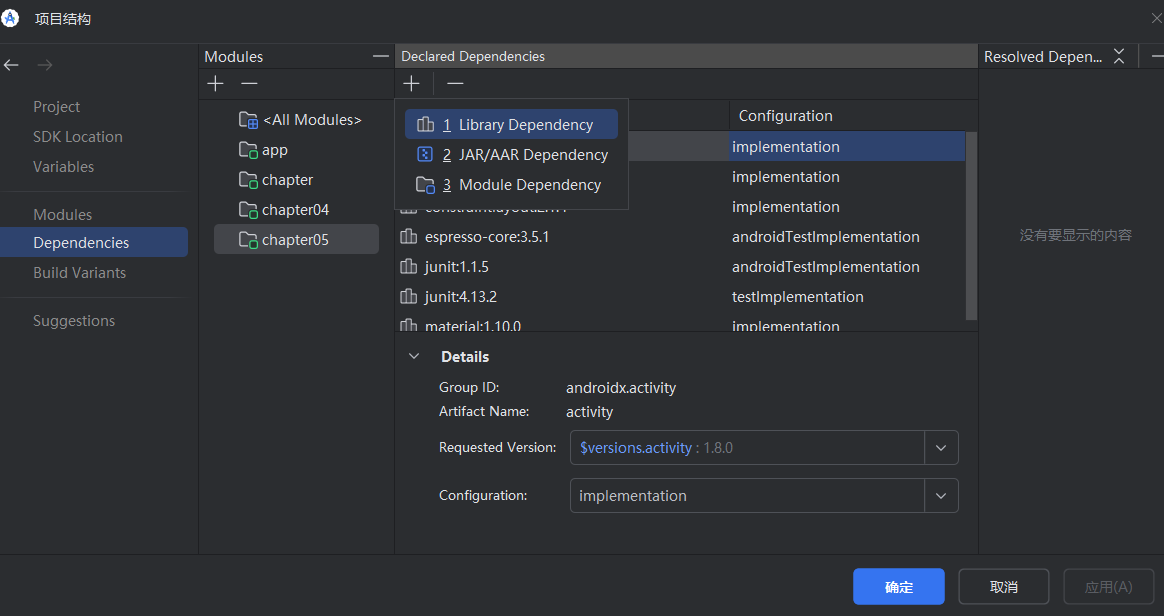 项目结构
Project
SDK Location
Variables
Modules
Dependencies
Build Variants
Suggestions
Modules
<All Modules>
app
chapter
chapter04
chapter05
Declared Dependencies
1 Library Dependency
2 JAR/AAR Dependency
3 Module Dependency
Configuration
implementation
implementation
implementation
espresso-core:3.5.1 androidTestImplementation
junit:1.1.5 androidTestImplementation
junit:4.13.2 testImplementation
material:1.10.0 implementation
Details
Group ID: androidx.activity
Artifact Name: activity
Requested Version: $versions.activity : 1.8.0
Configuration: implementation
Resolved Depen...
没有要显示的内容
确定 取消 应用(A)